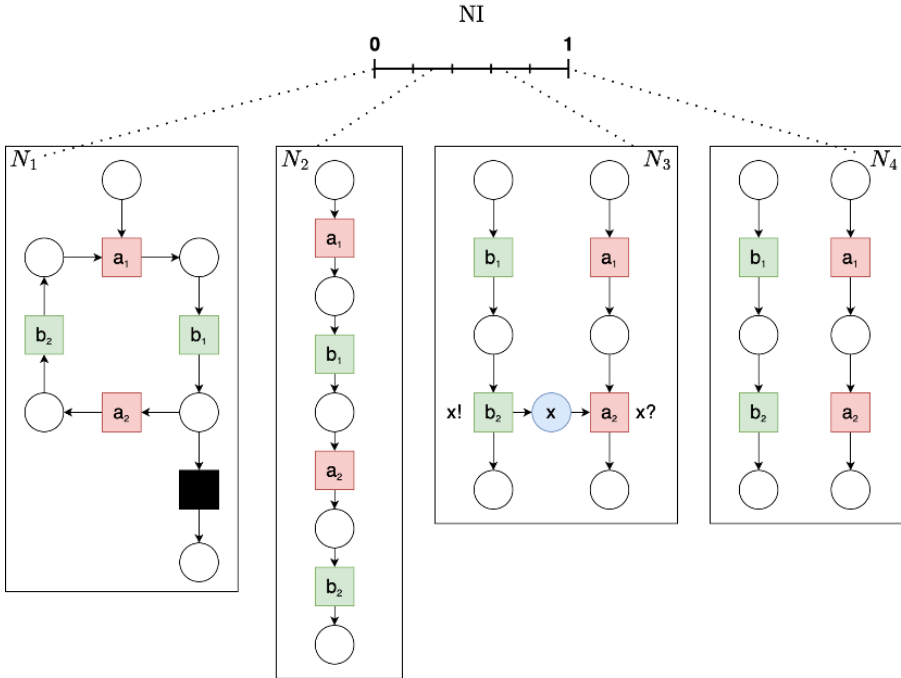 NI
0 1
N₁
a₁
b₂ b₁
a₂
N₂
a₁
b₁
a₂
b₂
N₃
b₁ a₁
x! b₂ x a₂ x?
N₄
b₁ a₁
b₂ a₂